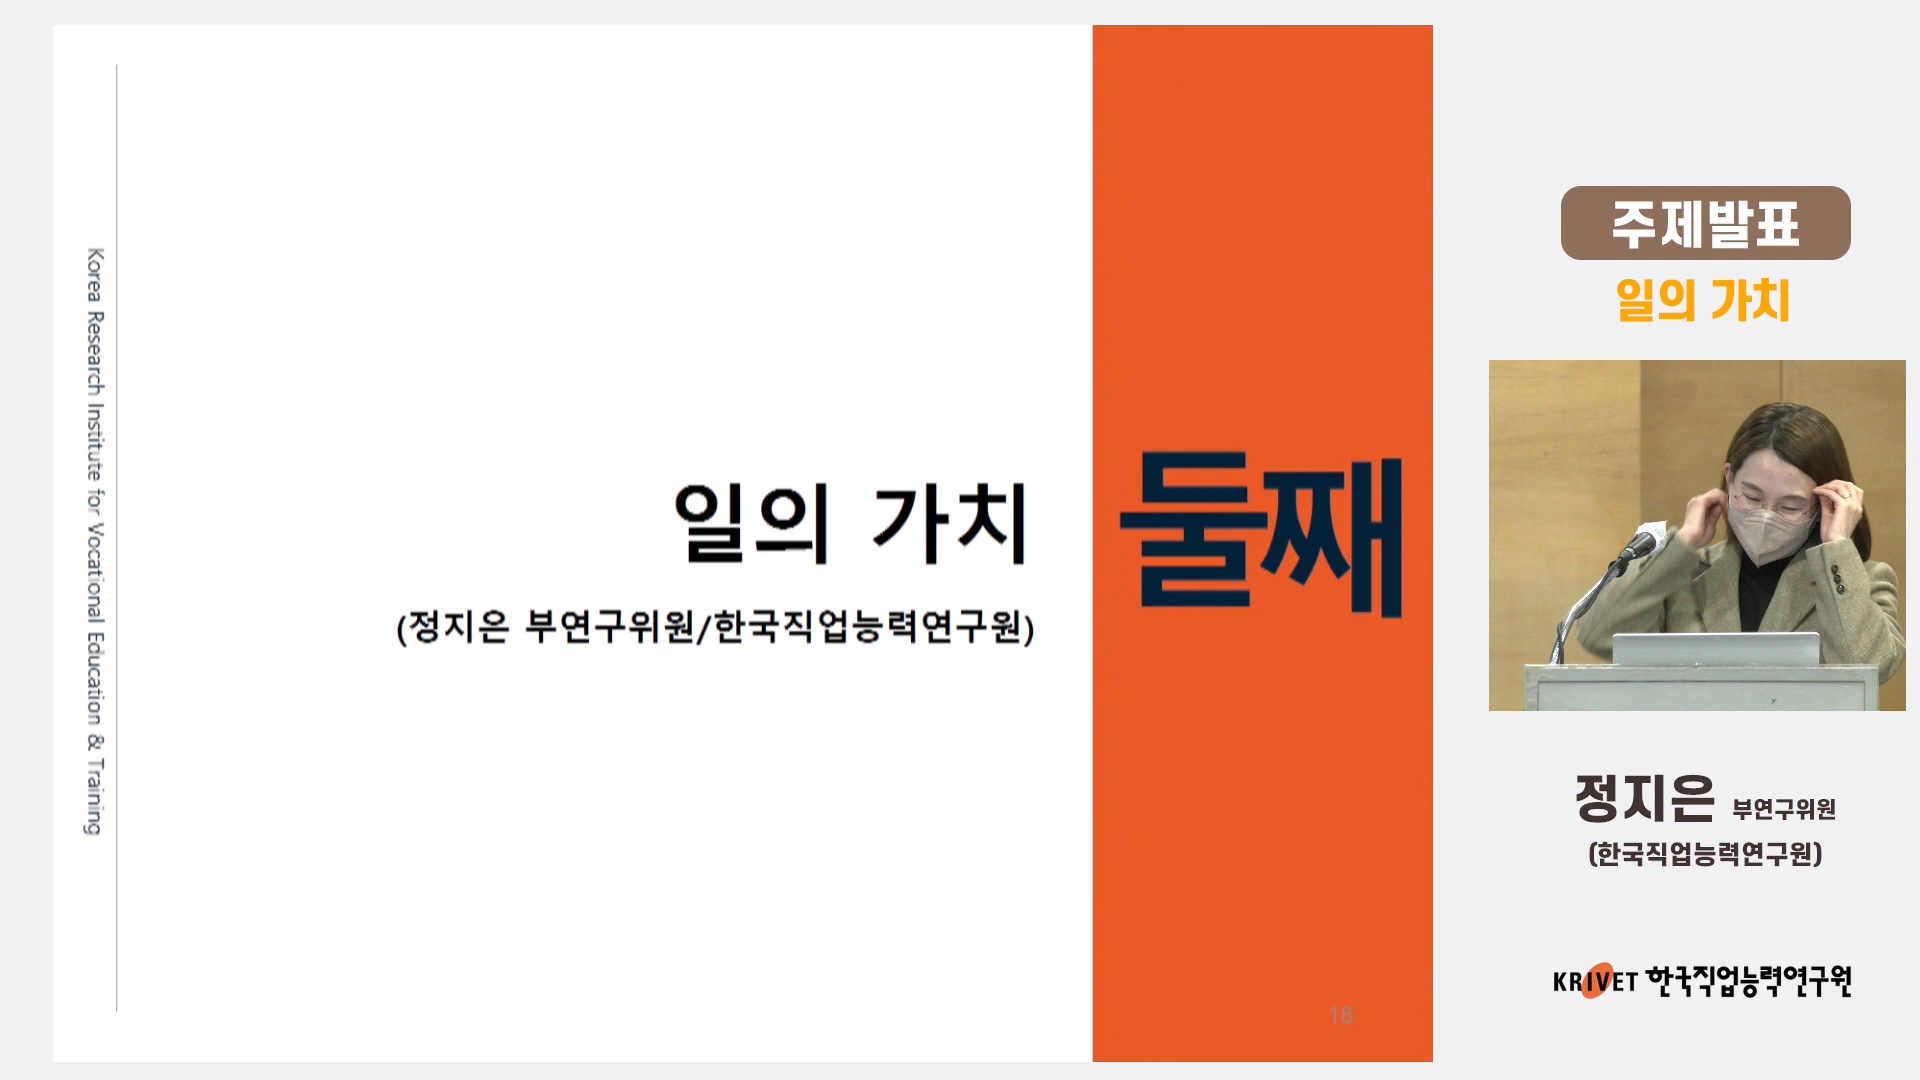 Korea Research Institute for Vocational Education & Training
일의 가치
(정지은 부연구위원/한국직업능력연구원)
둘째
18
주제발표
일의 가치
정지은 부연구위원
(한국직업능력연구원)
KRIVET 한국직업능력연구원